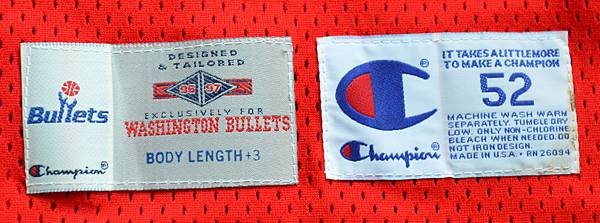 Bullets
Champion
DESIGNED
& TAILORED
96 97
EXCLUSIVELY FOR
WASHINGTON BULLETS
BODY LENGTH +3
IT TAKES A LITTLE MORE
TO MAKE A CHAMPION
®
52
MACHINE WASH WARM
SEPARATELY. TUMBLE DRY
LOW. ONLY NON-CHLORINE
BLEACH WHEN NEEDED. DO
NOT IRON DESIGN.
MADE IN U.S.A. • RN 26094
Champion®